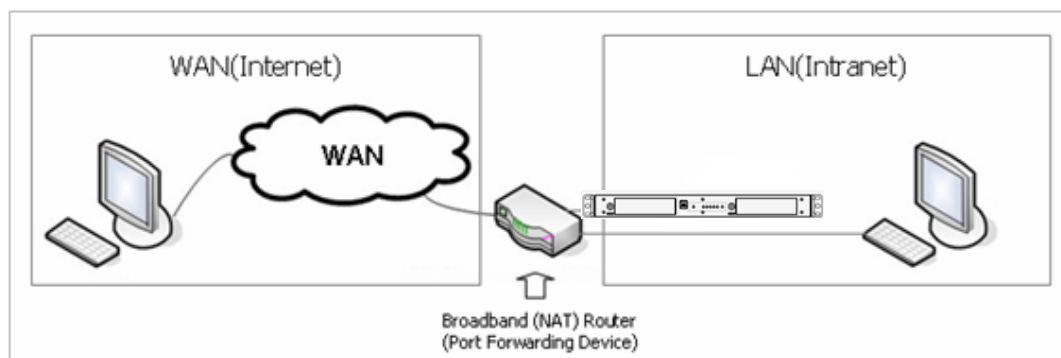 WAN(Internet)
LAN(Intranet)
WAN
Broadband (NAT) Router
(Port Forwarding Device)